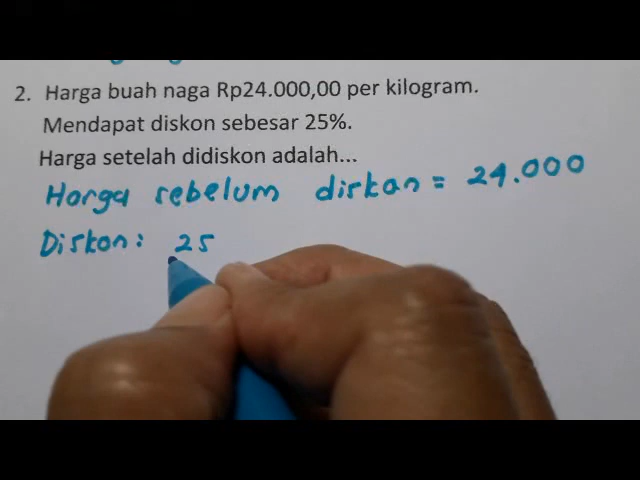 2. Harga buah naga Rp24.000,00 per kilogram.
Mendapat diskon sebesar 25%.
Harga setelah didiskon adalah...
Harga sebelum diskon = 24.000
Diskon: 25